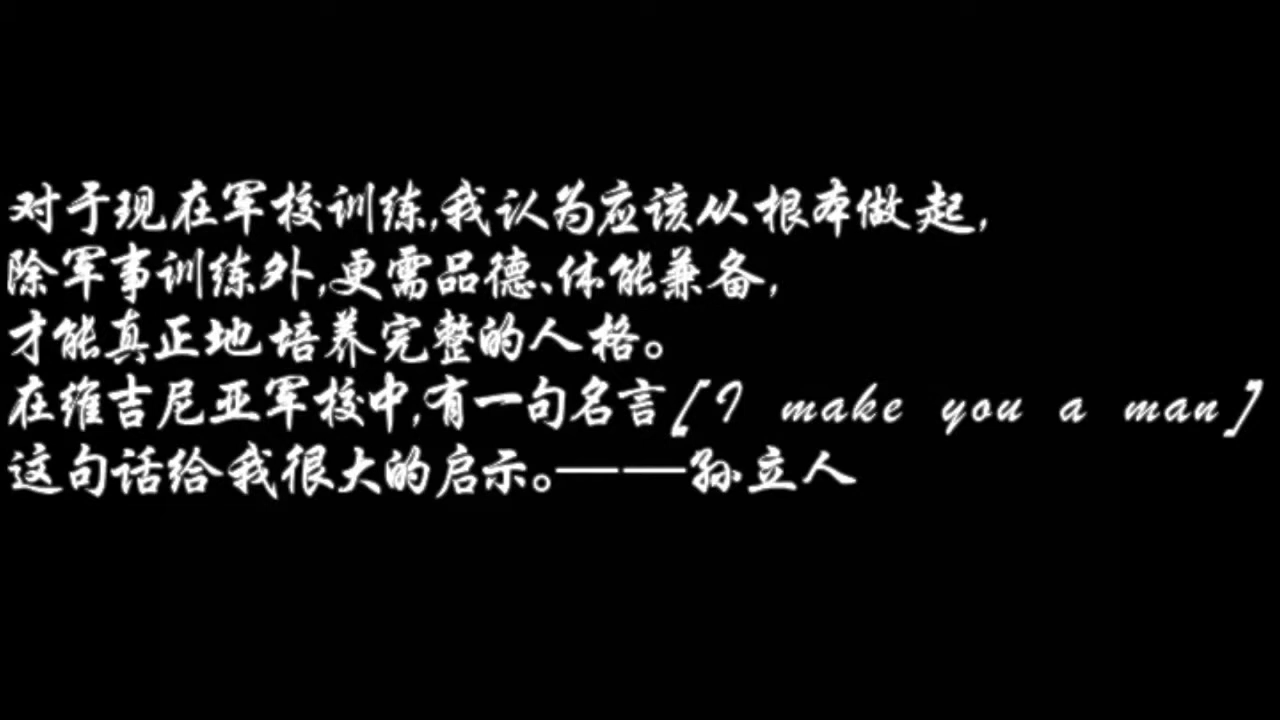 对于现在军校训练,我认为应该从根本做起,
除军事训练外,更需品德、体能兼备,
才能真正地培养完整的人格。
在维吉尼亚军校中,有一句名言[I make you a man]
这句话给我很大的启示。——孙立人